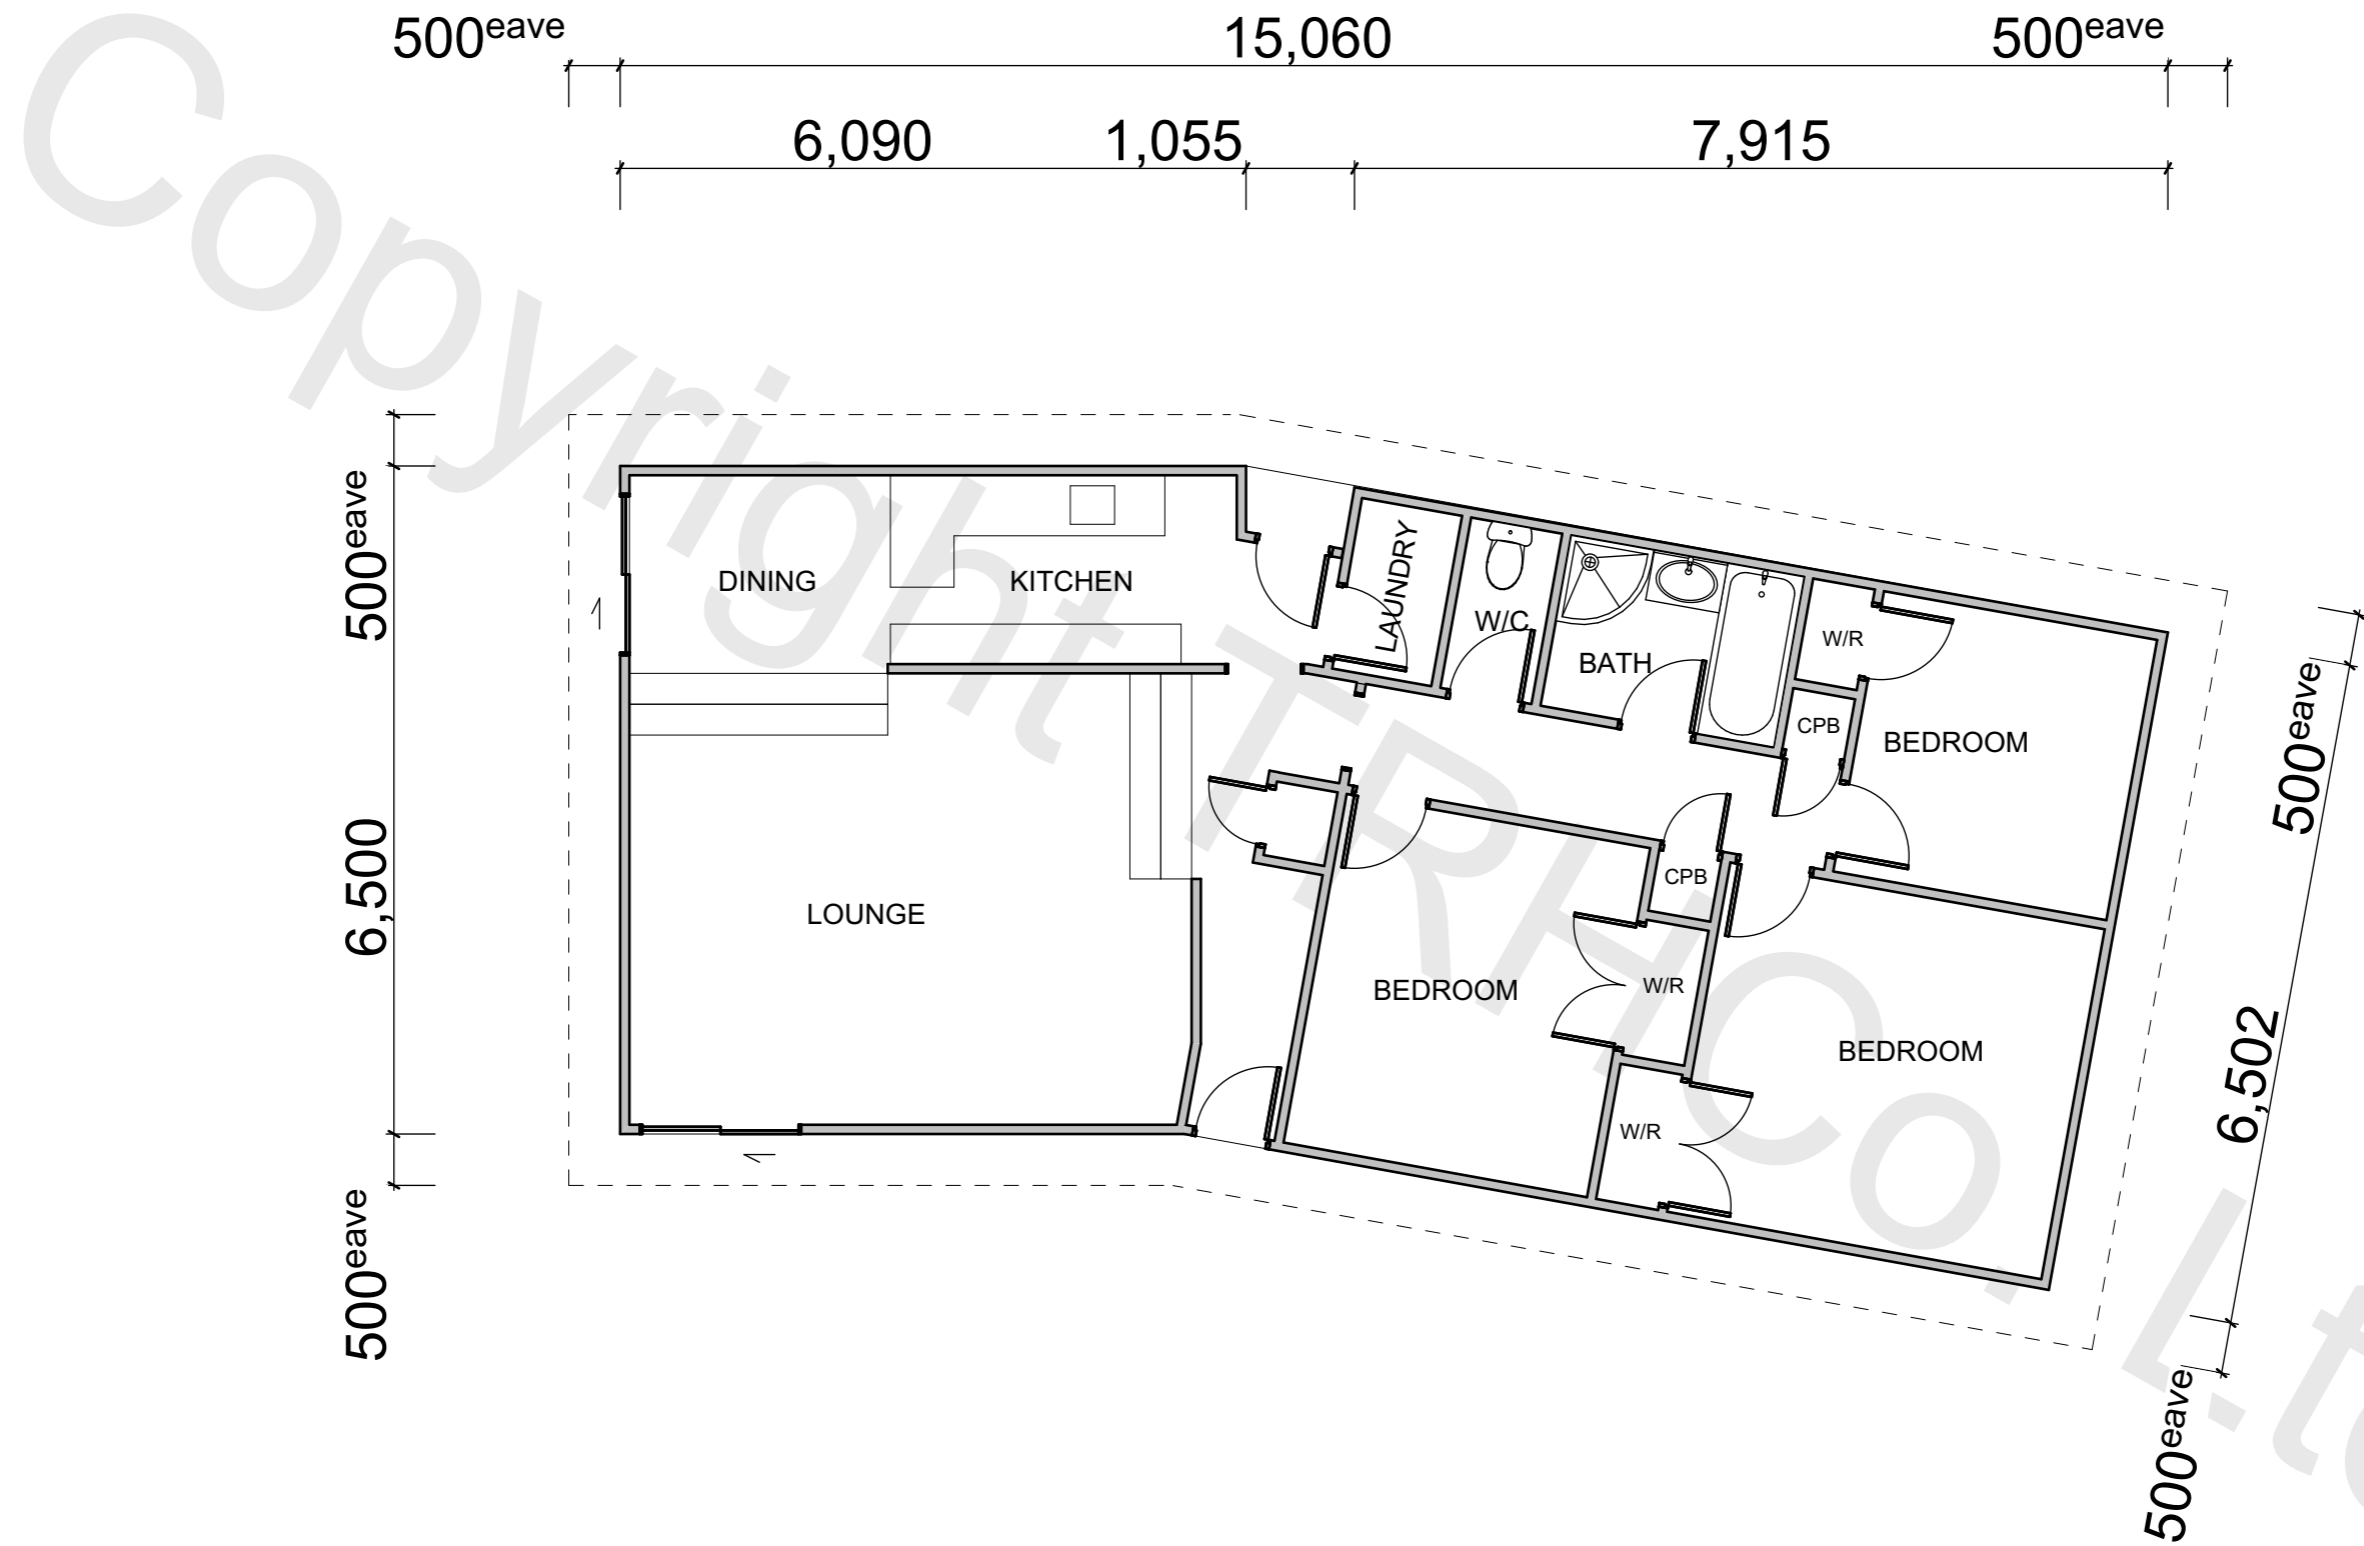 500eave
15,060
500eave
6,090
1,055
7,915
500eave
6,500
500eave
DINING
KITCHEN
LAUNDRY
W/C
BATH
W/R
CPB
BEDROOM
LOUNGE
BEDROOM
CPB
W/R
W/R
BEDROOM
500eave
6,502
500eave
Copyright TRHCo. Lt